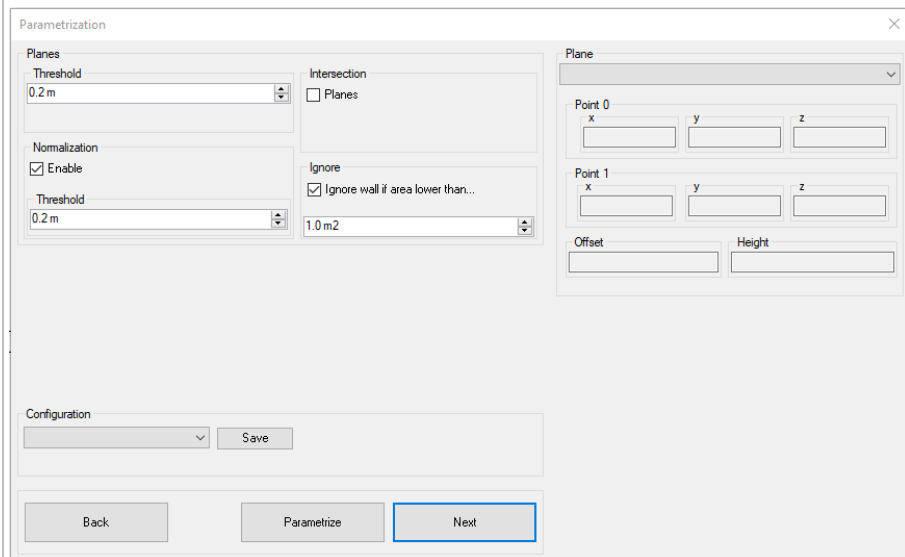 Parametrization
Planes
Threshold
0.2 m
Intersection
Planes
Normalization
Enable
Threshold
0.2 m
Ignore
Ignore wall if area lower than...
1.0 m2
Plane
Point 0
x y z
Point 1
x y z
Offset Height
Configuration
Save
Back Parametrize Next